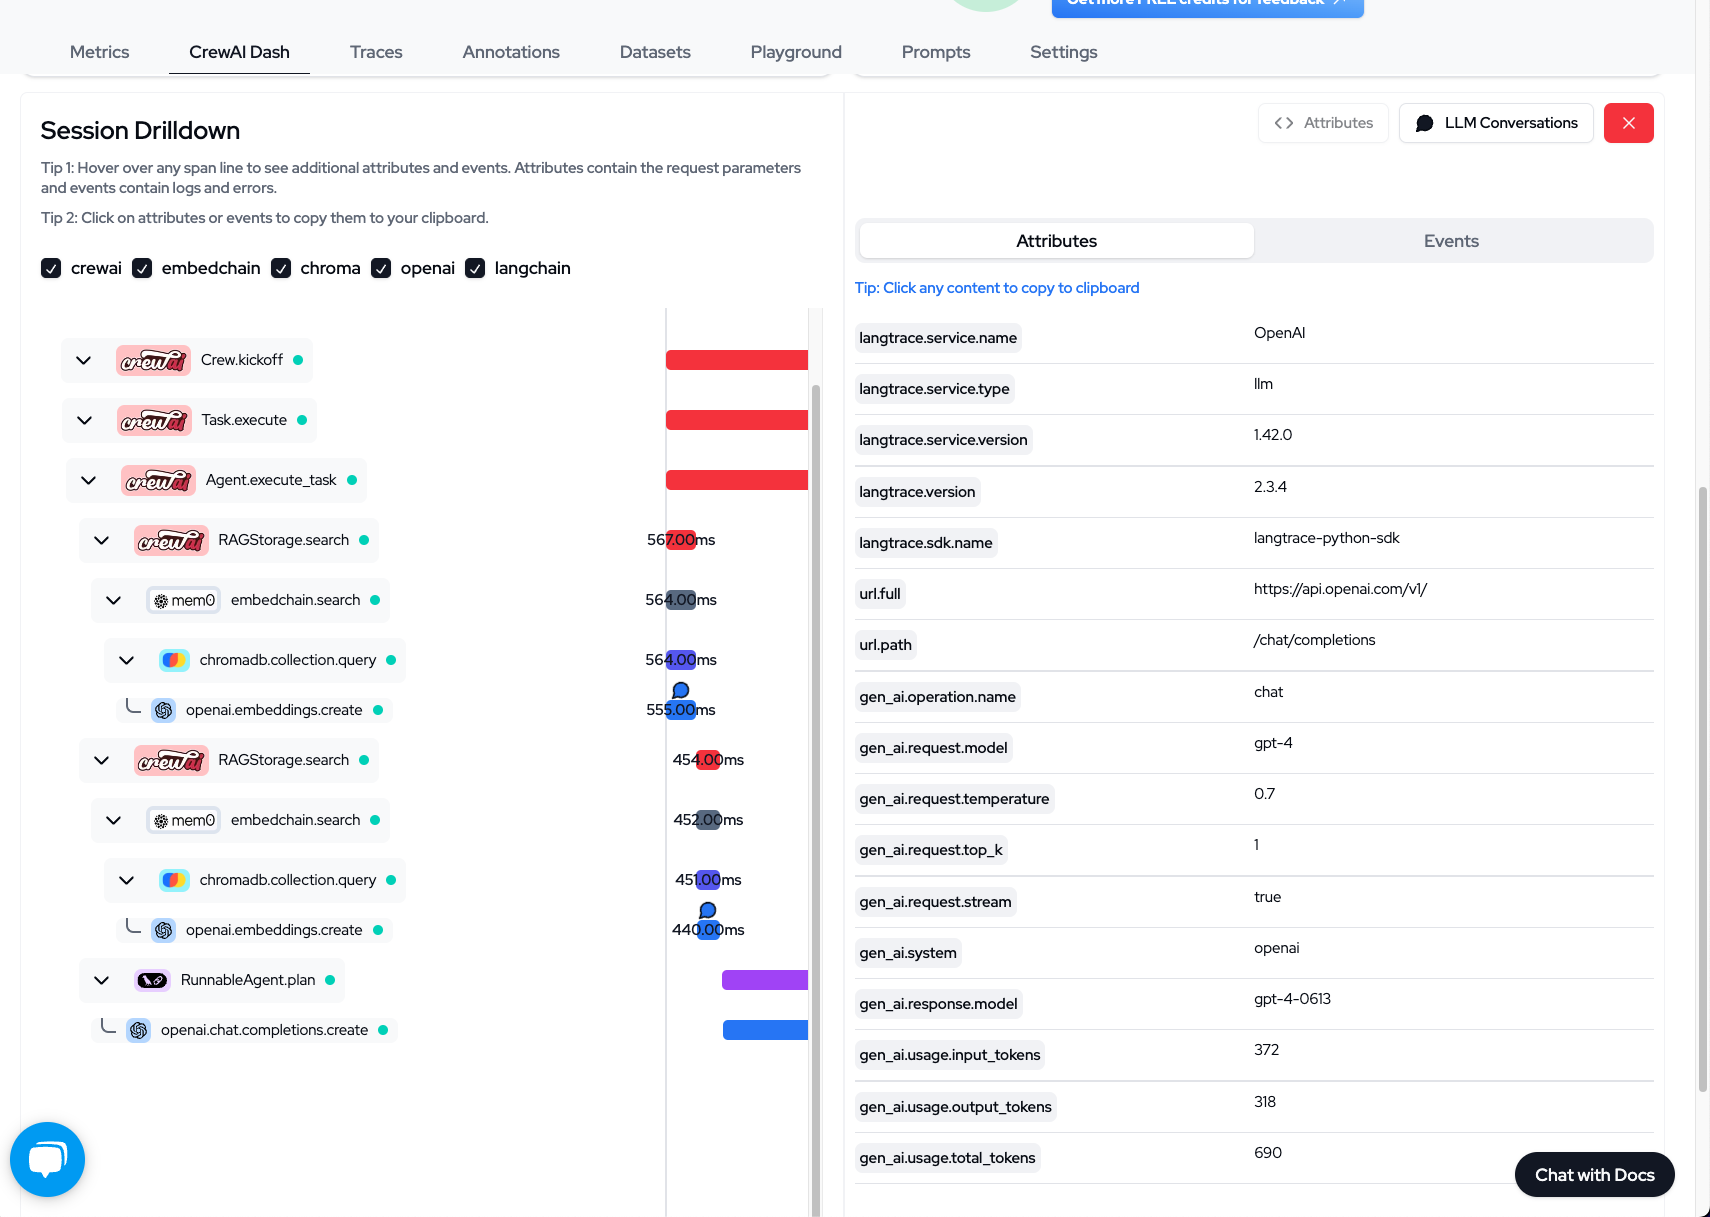 Get more FREE credits for feedback
Metrics
CrewAI Dash
Traces
Annotations
Datasets
Playground
Prompts
Settings
Session Drilldown
Tip 1: Hover over any span line to see additional attributes and events. Attributes contain the request parameters
and events contain logs and errors.
Tip 2: Click on attributes or events to copy them to your clipboard.
crewai
embedchain
chroma
openai
langchain
crewai Crew.kickoff
crewai Task.execute
crewai Agent.execute_task
crewai RAGStorage.search 567.00ms
mem0 embedchain.search 564.00ms
chromadb.collection.query 564.00ms
openai.embeddings.create 555.00ms
crewai RAGStorage.search 454.00ms
mem0 embedchain.search 452.00ms
chromadb.collection.query 451.00ms
openai.embeddings.create 440.00ms
RunnableAgent.plan
openai.chat.completions.create
<> Attributes
LLM Conversations
Attributes
Events
Tip: Click any content to copy to clipboard
langtrace.service.name OpenAI
langtrace.service.type llm
langtrace.service.version 1.42.0
langtrace.version 2.3.4
langtrace.sdk.name langtrace-python-sdk
url.full https://api.openai.com/v1/
url.path /chat/completions
gen_ai.operation.name chat
gen_ai.request.model gpt-4
gen_ai.request.temperature 0.7
gen_ai.request.top_k 1
gen_ai.request.stream true
gen_ai.system openai
gen_ai.response.model gpt-4-0613
gen_ai.usage.input_tokens 372
gen_ai.usage.output_tokens 318
gen_ai.usage.total_tokens 690
Chat with Docs